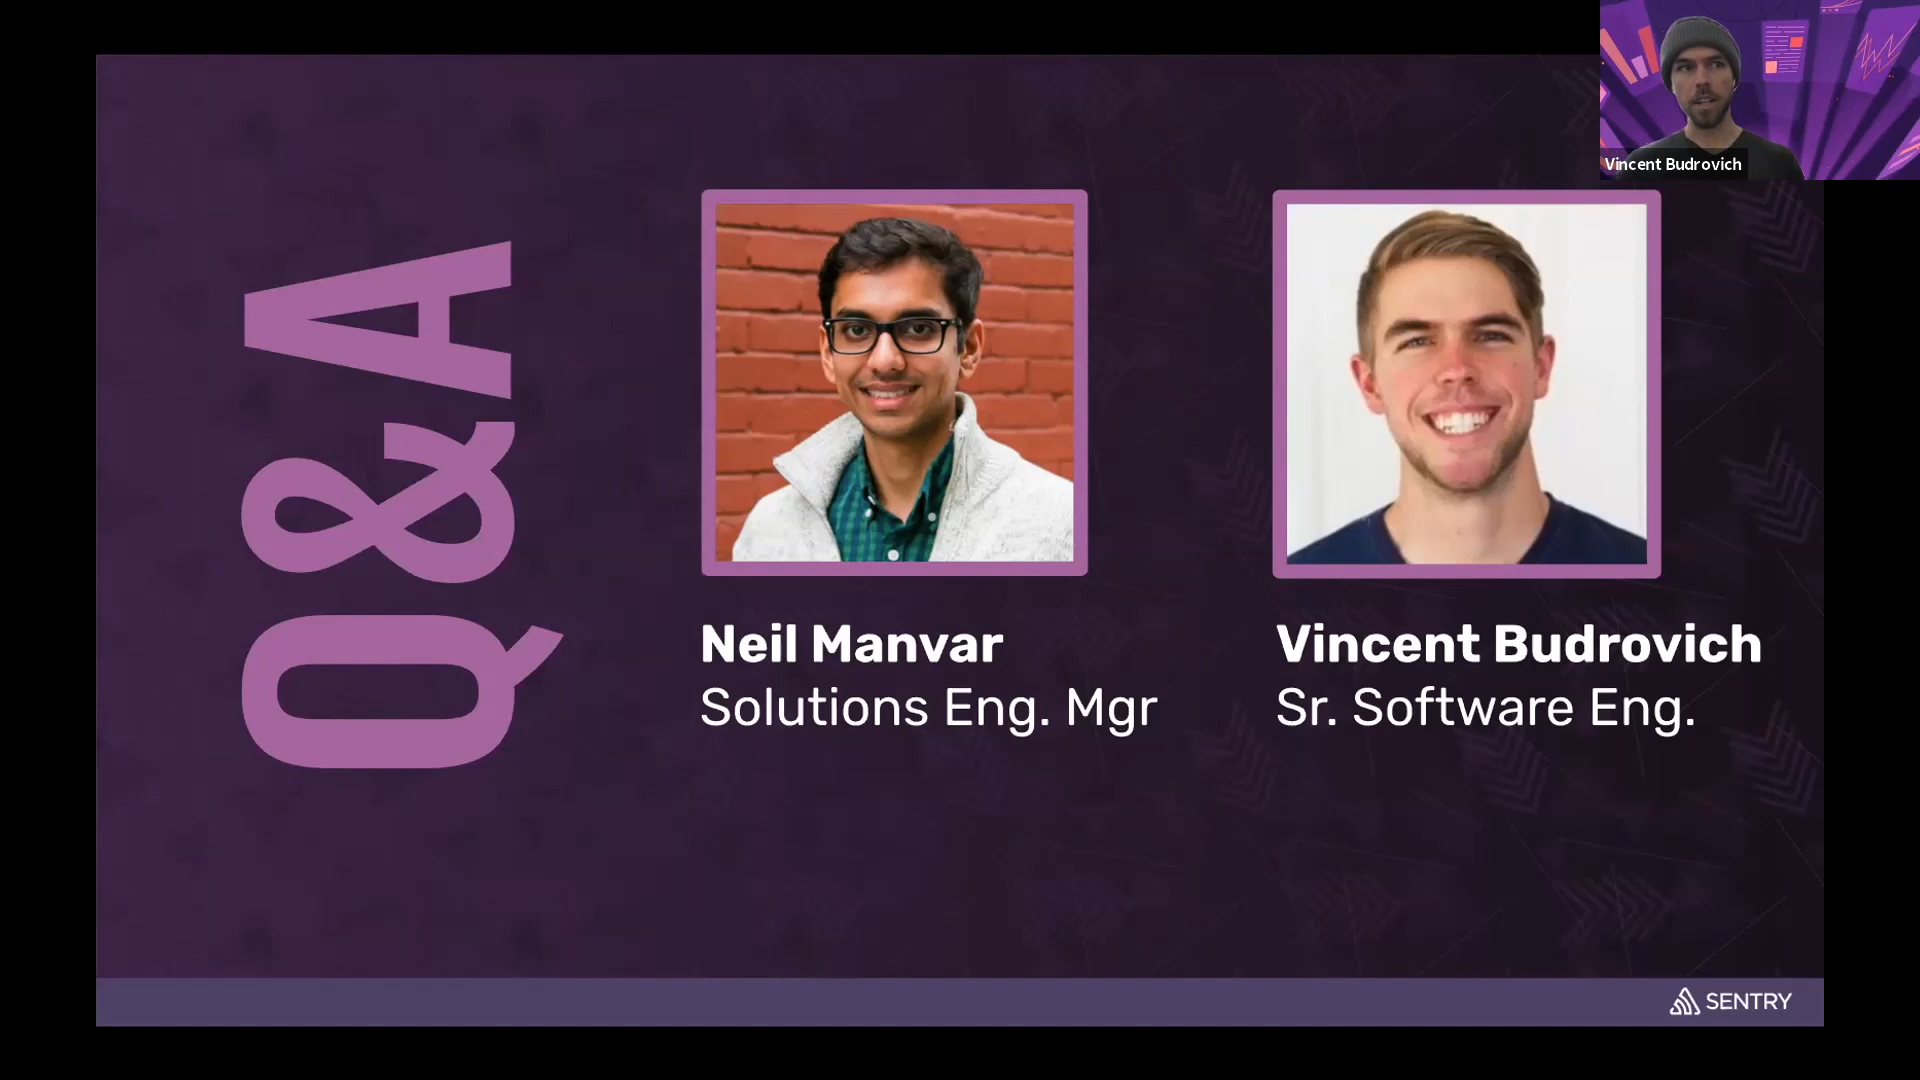 Vincent Budrovich
Q&A
Neil Manvar
Solutions Eng. Mgr
Vincent Budrovich
Sr. Software Eng.
SENTRY